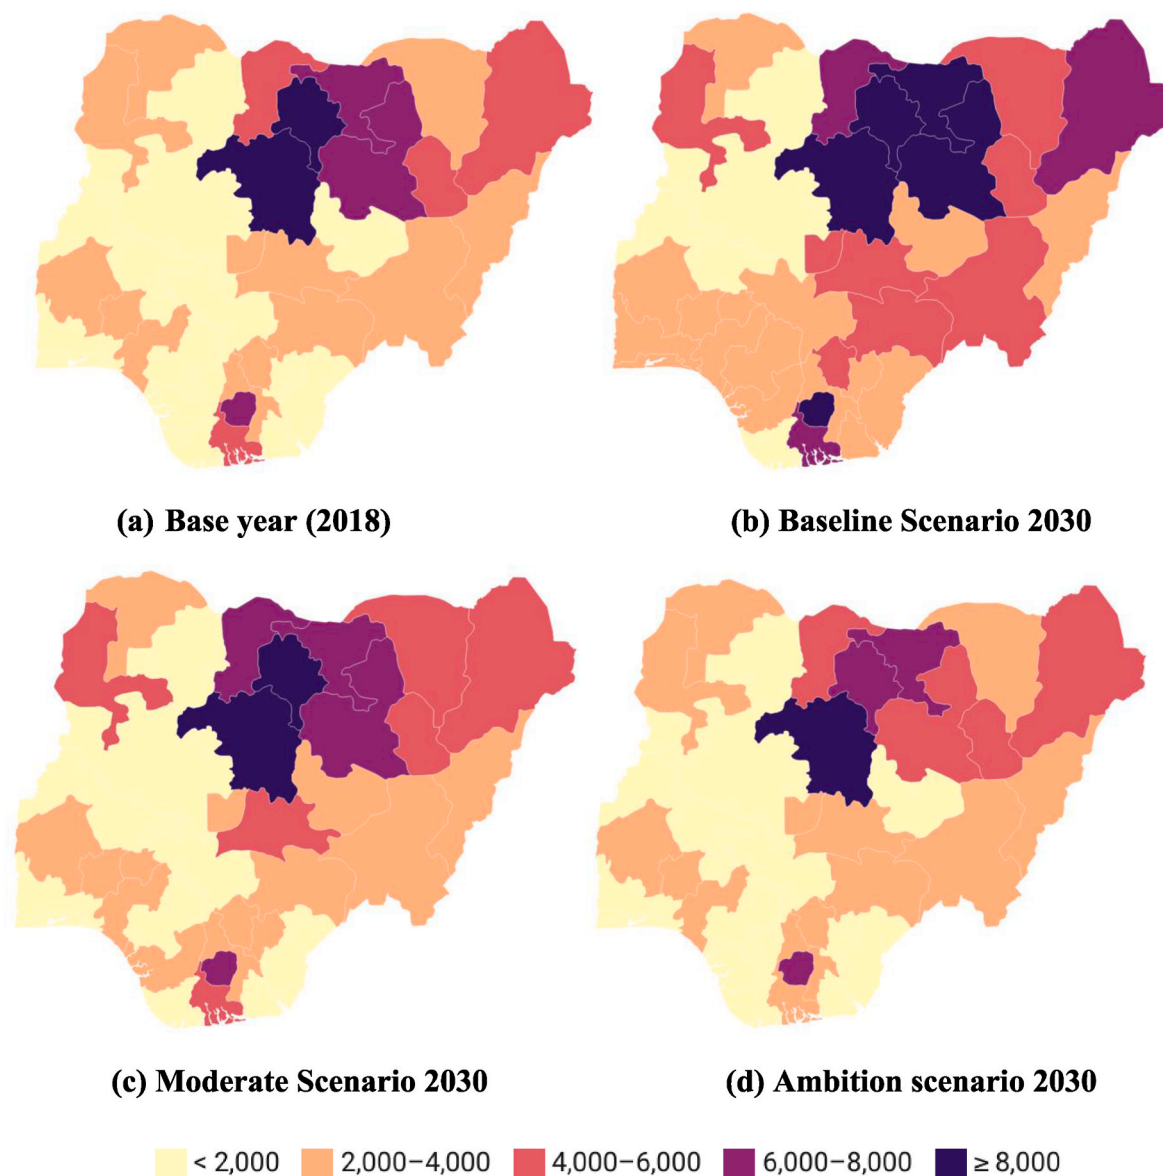 (a) Base year (2018)
(b) Baseline Scenario 2030
(c) Moderate Scenario 2030
(d) Ambition scenario 2030
< 2,000
2,000–4,000
4,000–6,000
6,000–8,000
≥ 8,000